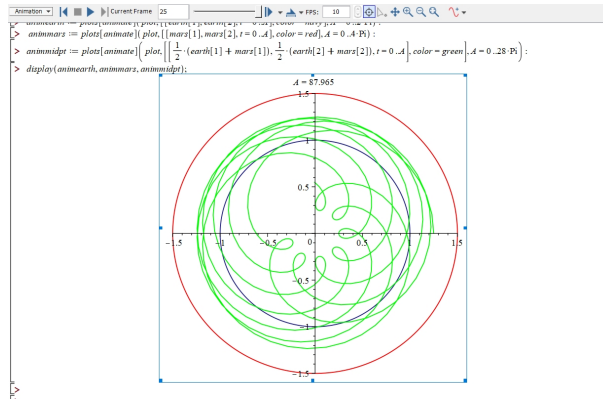 Animation Current Frame 25 FPS: 10
> animmars := plots[animate]( plot, [[mars[1], mars[2], t = 0 ..A], color = red], A = 0 ..4·Pi) :
> animmidpt := plots[animate]( plot, [[1/2·(earth[1] + mars[1]), 1/2·(earth[2] + mars[2]), t = 0 ..A], color = green], A = 0 ..28·Pi) :
> display(animearth, animmars, animmidpt);
A = 87.965
1.5
1
0.5
-1.5 -1 -0.5 0 0.5 1 1.5
-0.5
-1
-1.5
>